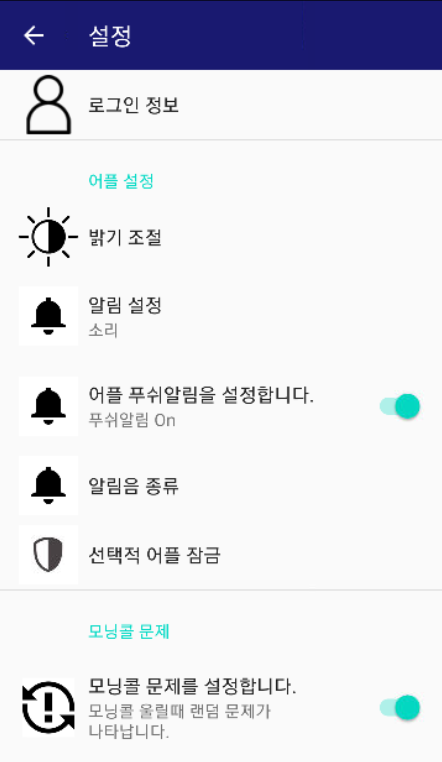 설정
로그인 정보
어플 설정
밝기 조절
알림 설정
소리
어플 푸쉬알림을 설정합니다.
푸쉬알림 On
알림음 종류
선택적 어플 잠금
모닝콜 문제
모닝콜 문제를 설정합니다.
모닝콜 울릴때 랜덤 문제가
나타납니다.